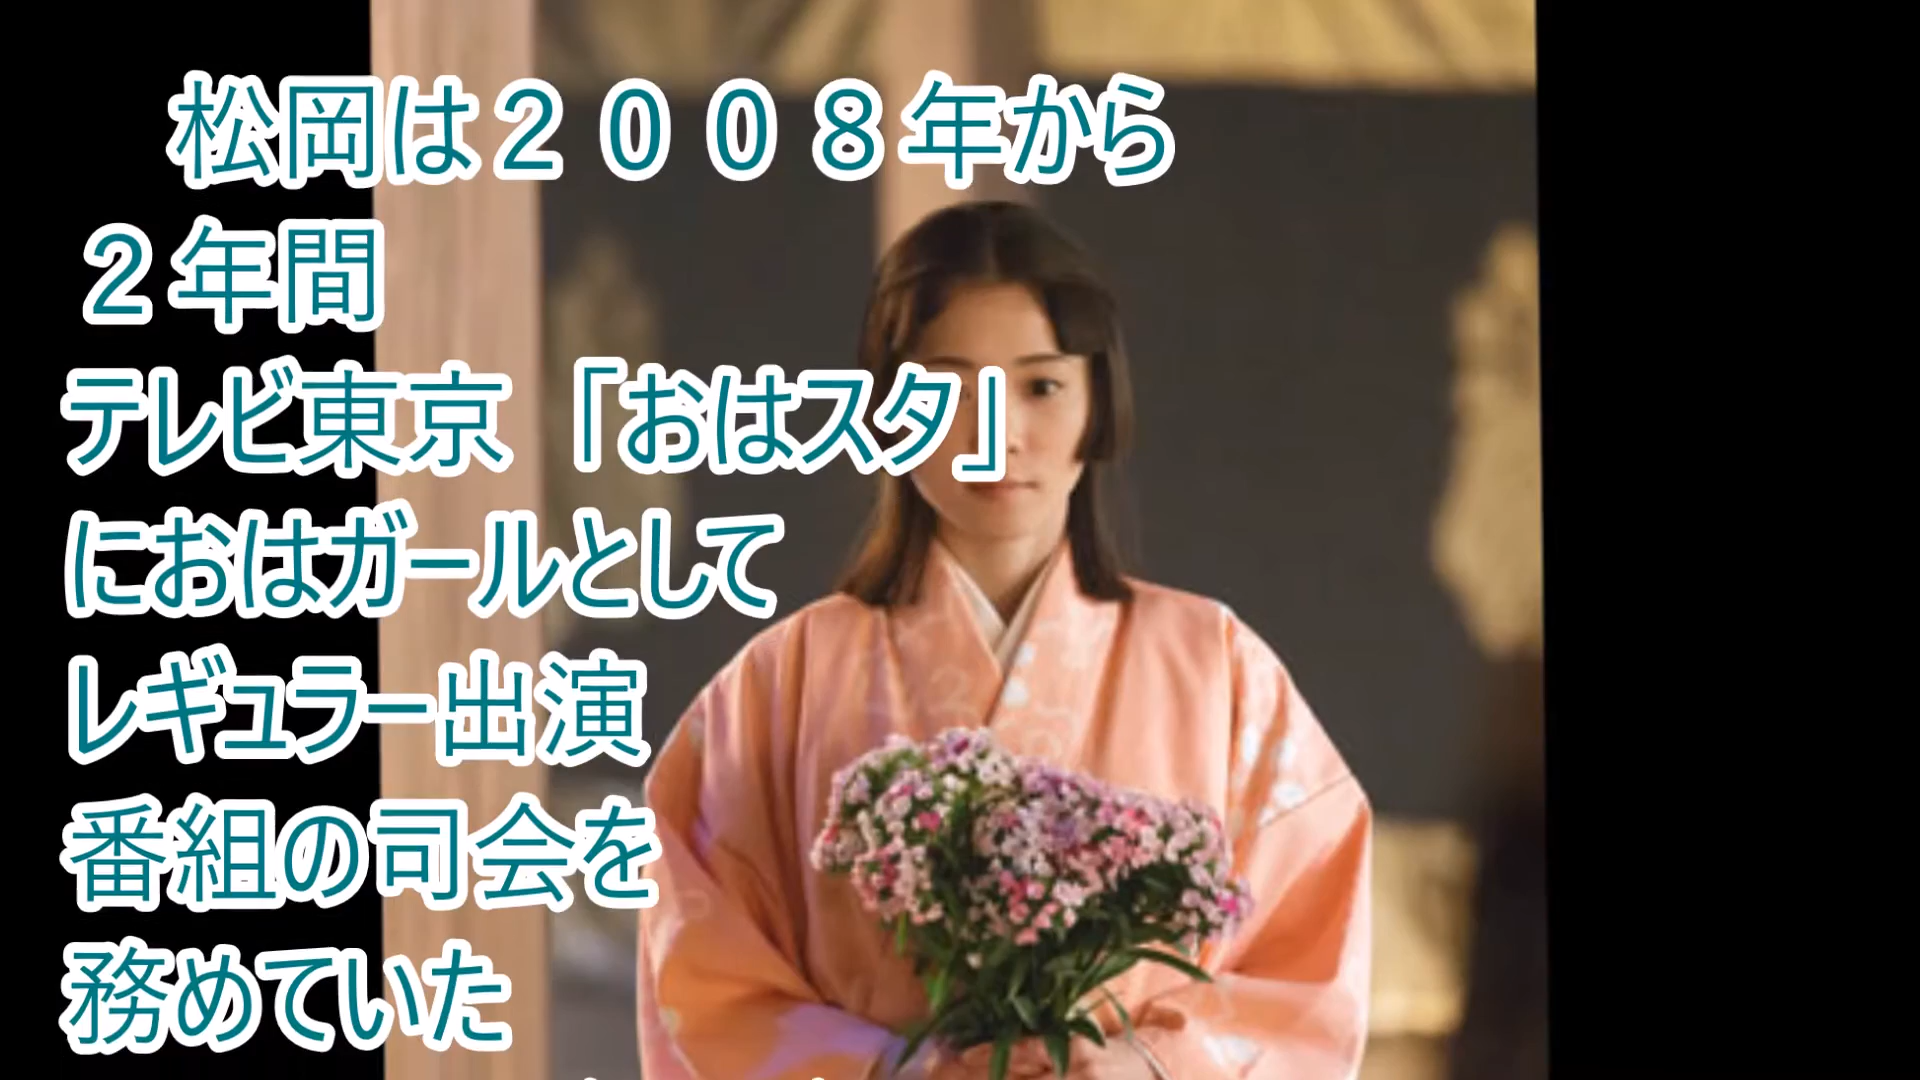 松岡は２００８年から
２年間
テレビ東京「おはスタ」
におはガールとして
レギュラー出演
番組の司会を
務めていた